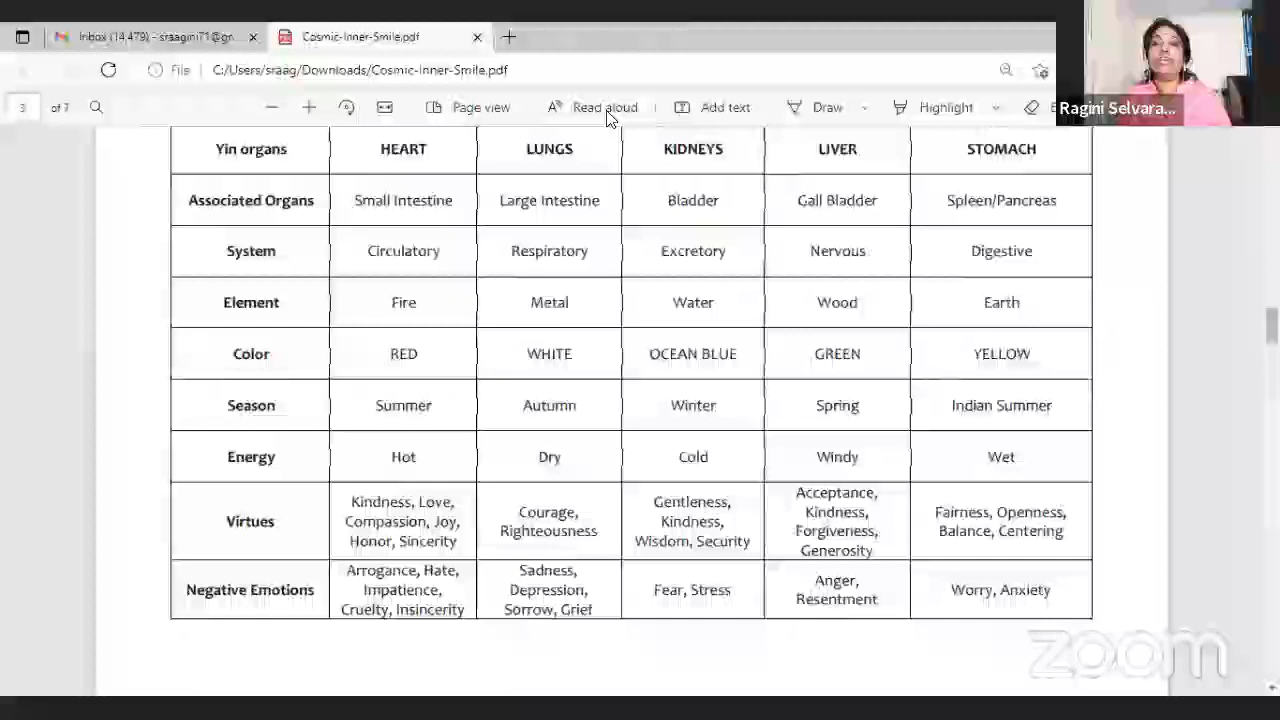 Inbox (14,479) - sraagini71@gr
Cosmic-Inner-Smile.pdf
File C:/Users/sraag/Downloads/Cosmic-Inner-Smile.pdf
3 of 7 Page view Read aloud Add text Draw Highlight
Ragini Selvara...
Yin organs HEART LUNGS KIDNEYS LIVER STOMACH
Associated Organs Small Intestine Large Intestine Bladder Gall Bladder Spleen/Pancreas
System Circulatory Respiratory Excretory Nervous Digestive
Element Fire Metal Water Wood Earth
Color RED WHITE OCEAN BLUE GREEN YELLOW
Season Summer Autumn Winter Spring Indian Summer
Energy Hot Dry Cold Windy Wet
Virtues
Kindness, Love,
Compassion, Joy,
Honor, Sincerity
Courage,
Righteousness
Gentleness,
Kindness,
Wisdom, Security
Acceptance,
Kindness,
Forgiveness,
Generosity
Fairness, Openness,
Balance, Centering
Negative Emotions
Arrogance, Hate,
Impatience,
Cruelty, Insincerity
Sadness,
Depression,
Sorrow, Grief
Fear, Stress
Anger,
Resentment
Worry, Anxiety
zoom